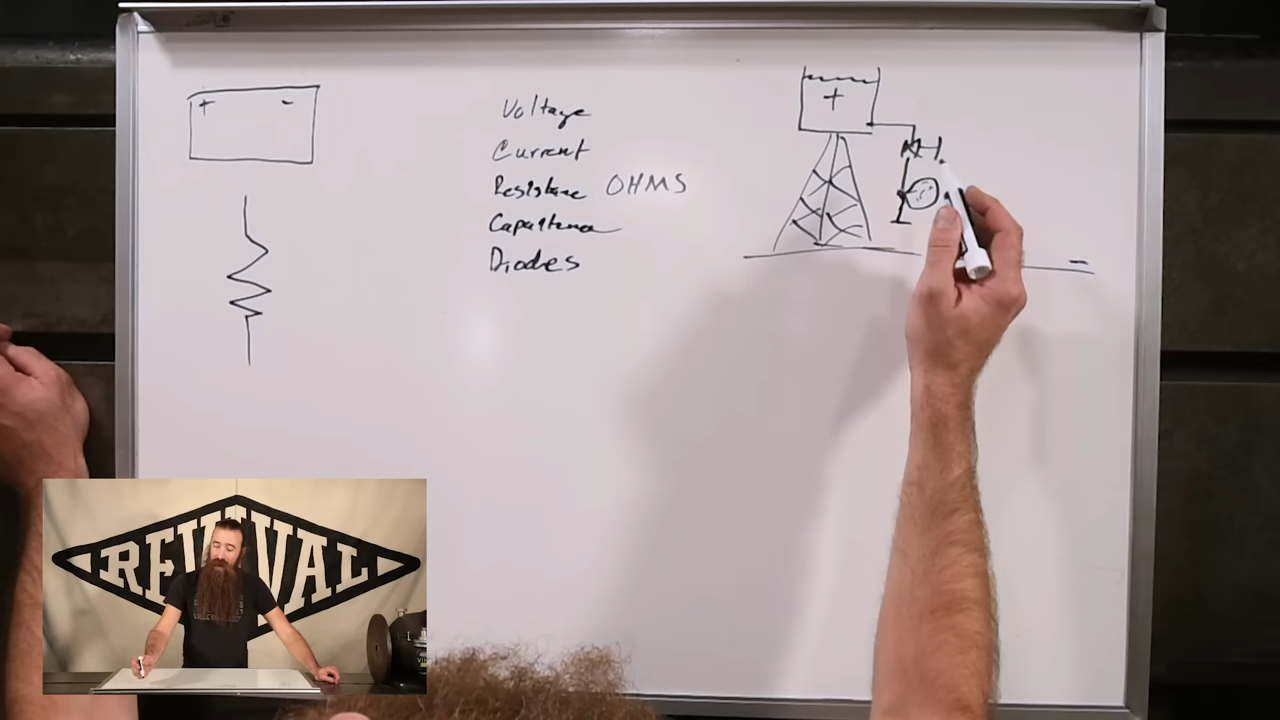 + -
Voltage
Current
Resistance OHMS
Capacitance
Diodes
+
-
REVIVAL